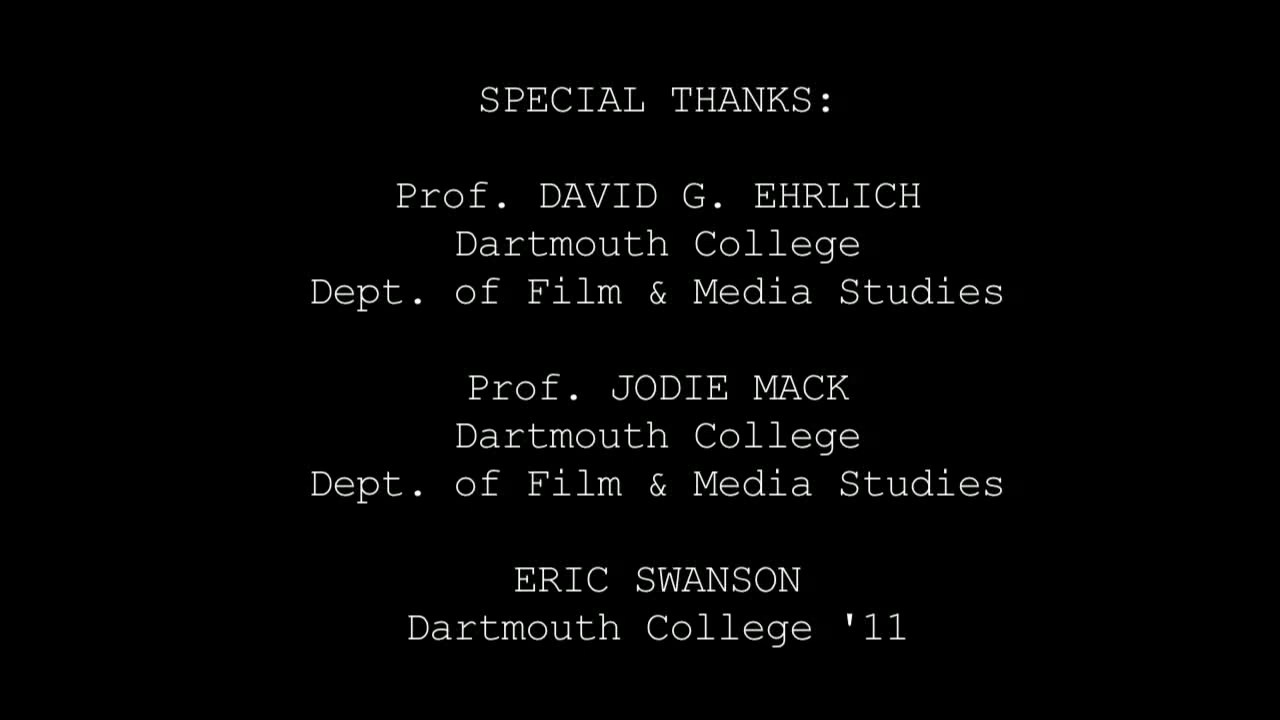 SPECIAL THANKS:
Prof. DAVID G. EHRLICH
Dartmouth College
Dept. of Film & Media Studies
Prof. JODIE MACK
Dartmouth College
Dept. of Film & Media Studies
ERIC SWANSON
Dartmouth College '11